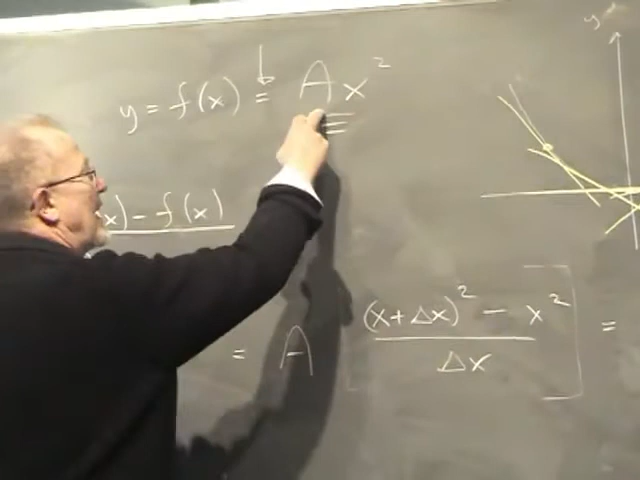 y
y = f(x) = Ax²
x) - f(x)
= A [ ((x+Δx)² - x²) / Δx ] =